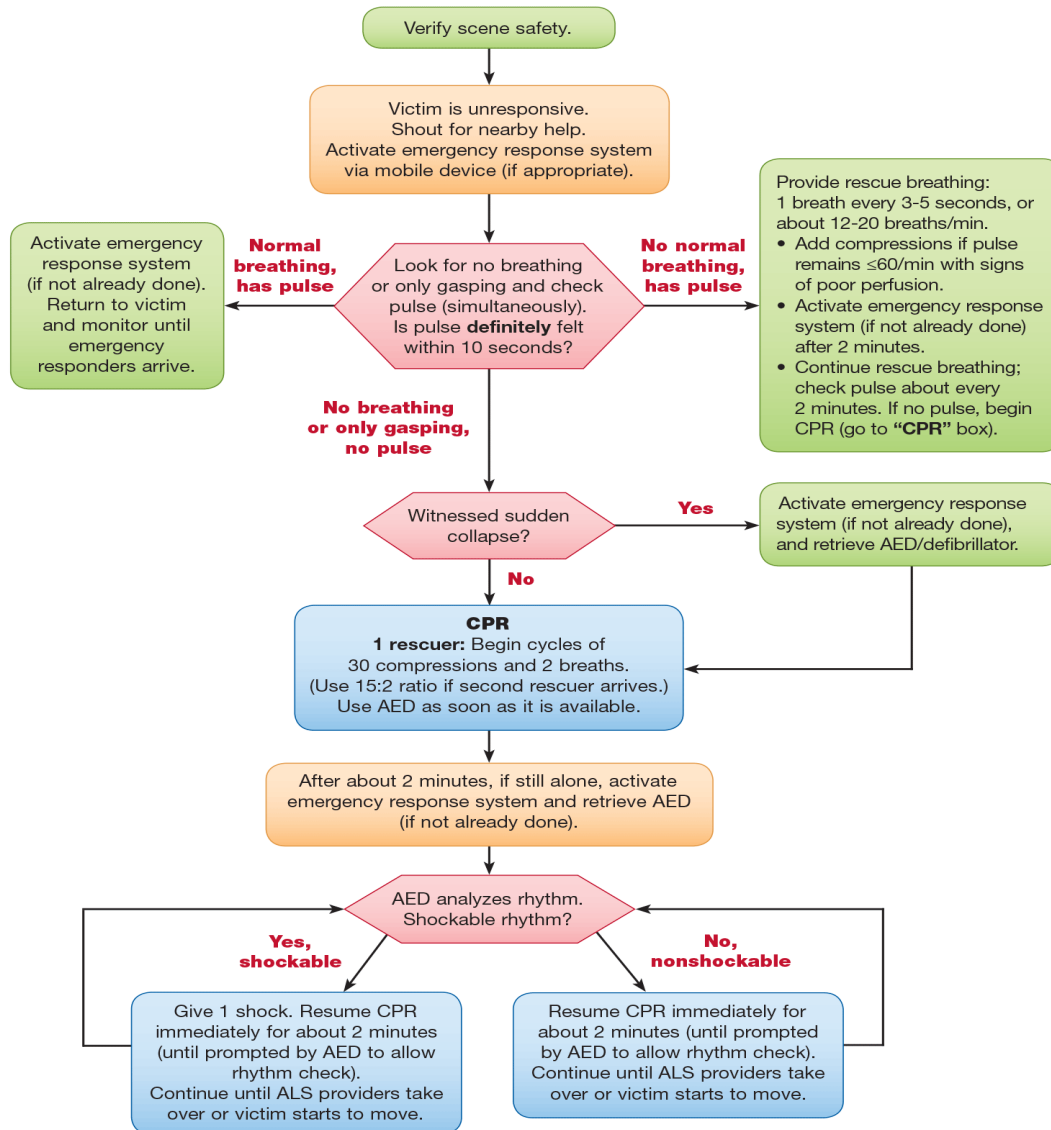 Verify scene safety.
Victim is unresponsive.
Shout for nearby help.
Activate emergency response system
via mobile device (if appropriate).
Activate emergency
response system
(if not already done).
Return to victim
and monitor until
emergency
responders arrive.
Normal
breathing,
has pulse
Look for no breathing
or only gasping and check
pulse (simultaneously).
Is pulse definitely felt
within 10 seconds?
No normal
breathing,
has pulse
Provide rescue breathing:
1 breath every 3-5 seconds, or
about 12-20 breaths/min.
• Add compressions if pulse
remains ≤60/min with signs
of poor perfusion.
• Activate emergency response
system (if not already done)
after 2 minutes.
• Continue rescue breathing;
check pulse about every
2 minutes. If no pulse, begin
CPR (go to “CPR” box).
No breathing
or only gasping,
no pulse
Witnessed sudden
collapse?
Yes
Activate emergency response
system (if not already done),
and retrieve AED/defibrillator.
No
CPR
1 rescuer: Begin cycles of
30 compressions and 2 breaths.
(Use 15:2 ratio if second rescuer arrives.)
Use AED as soon as it is available.
After about 2 minutes, if still alone, activate
emergency response system and retrieve AED
(if not already done).
AED analyzes rhythm.
Shockable rhythm?
Yes,
shockable
No,
nonshockable
Give 1 shock. Resume CPR
immediately for about 2 minutes
(until prompted by AED to allow
rhythm check).
Continue until ALS providers take
over or victim starts to move.
Resume CPR immediately for
about 2 minutes (until prompted
by AED to allow rhythm check).
Continue until ALS providers take
over or victim starts to move.